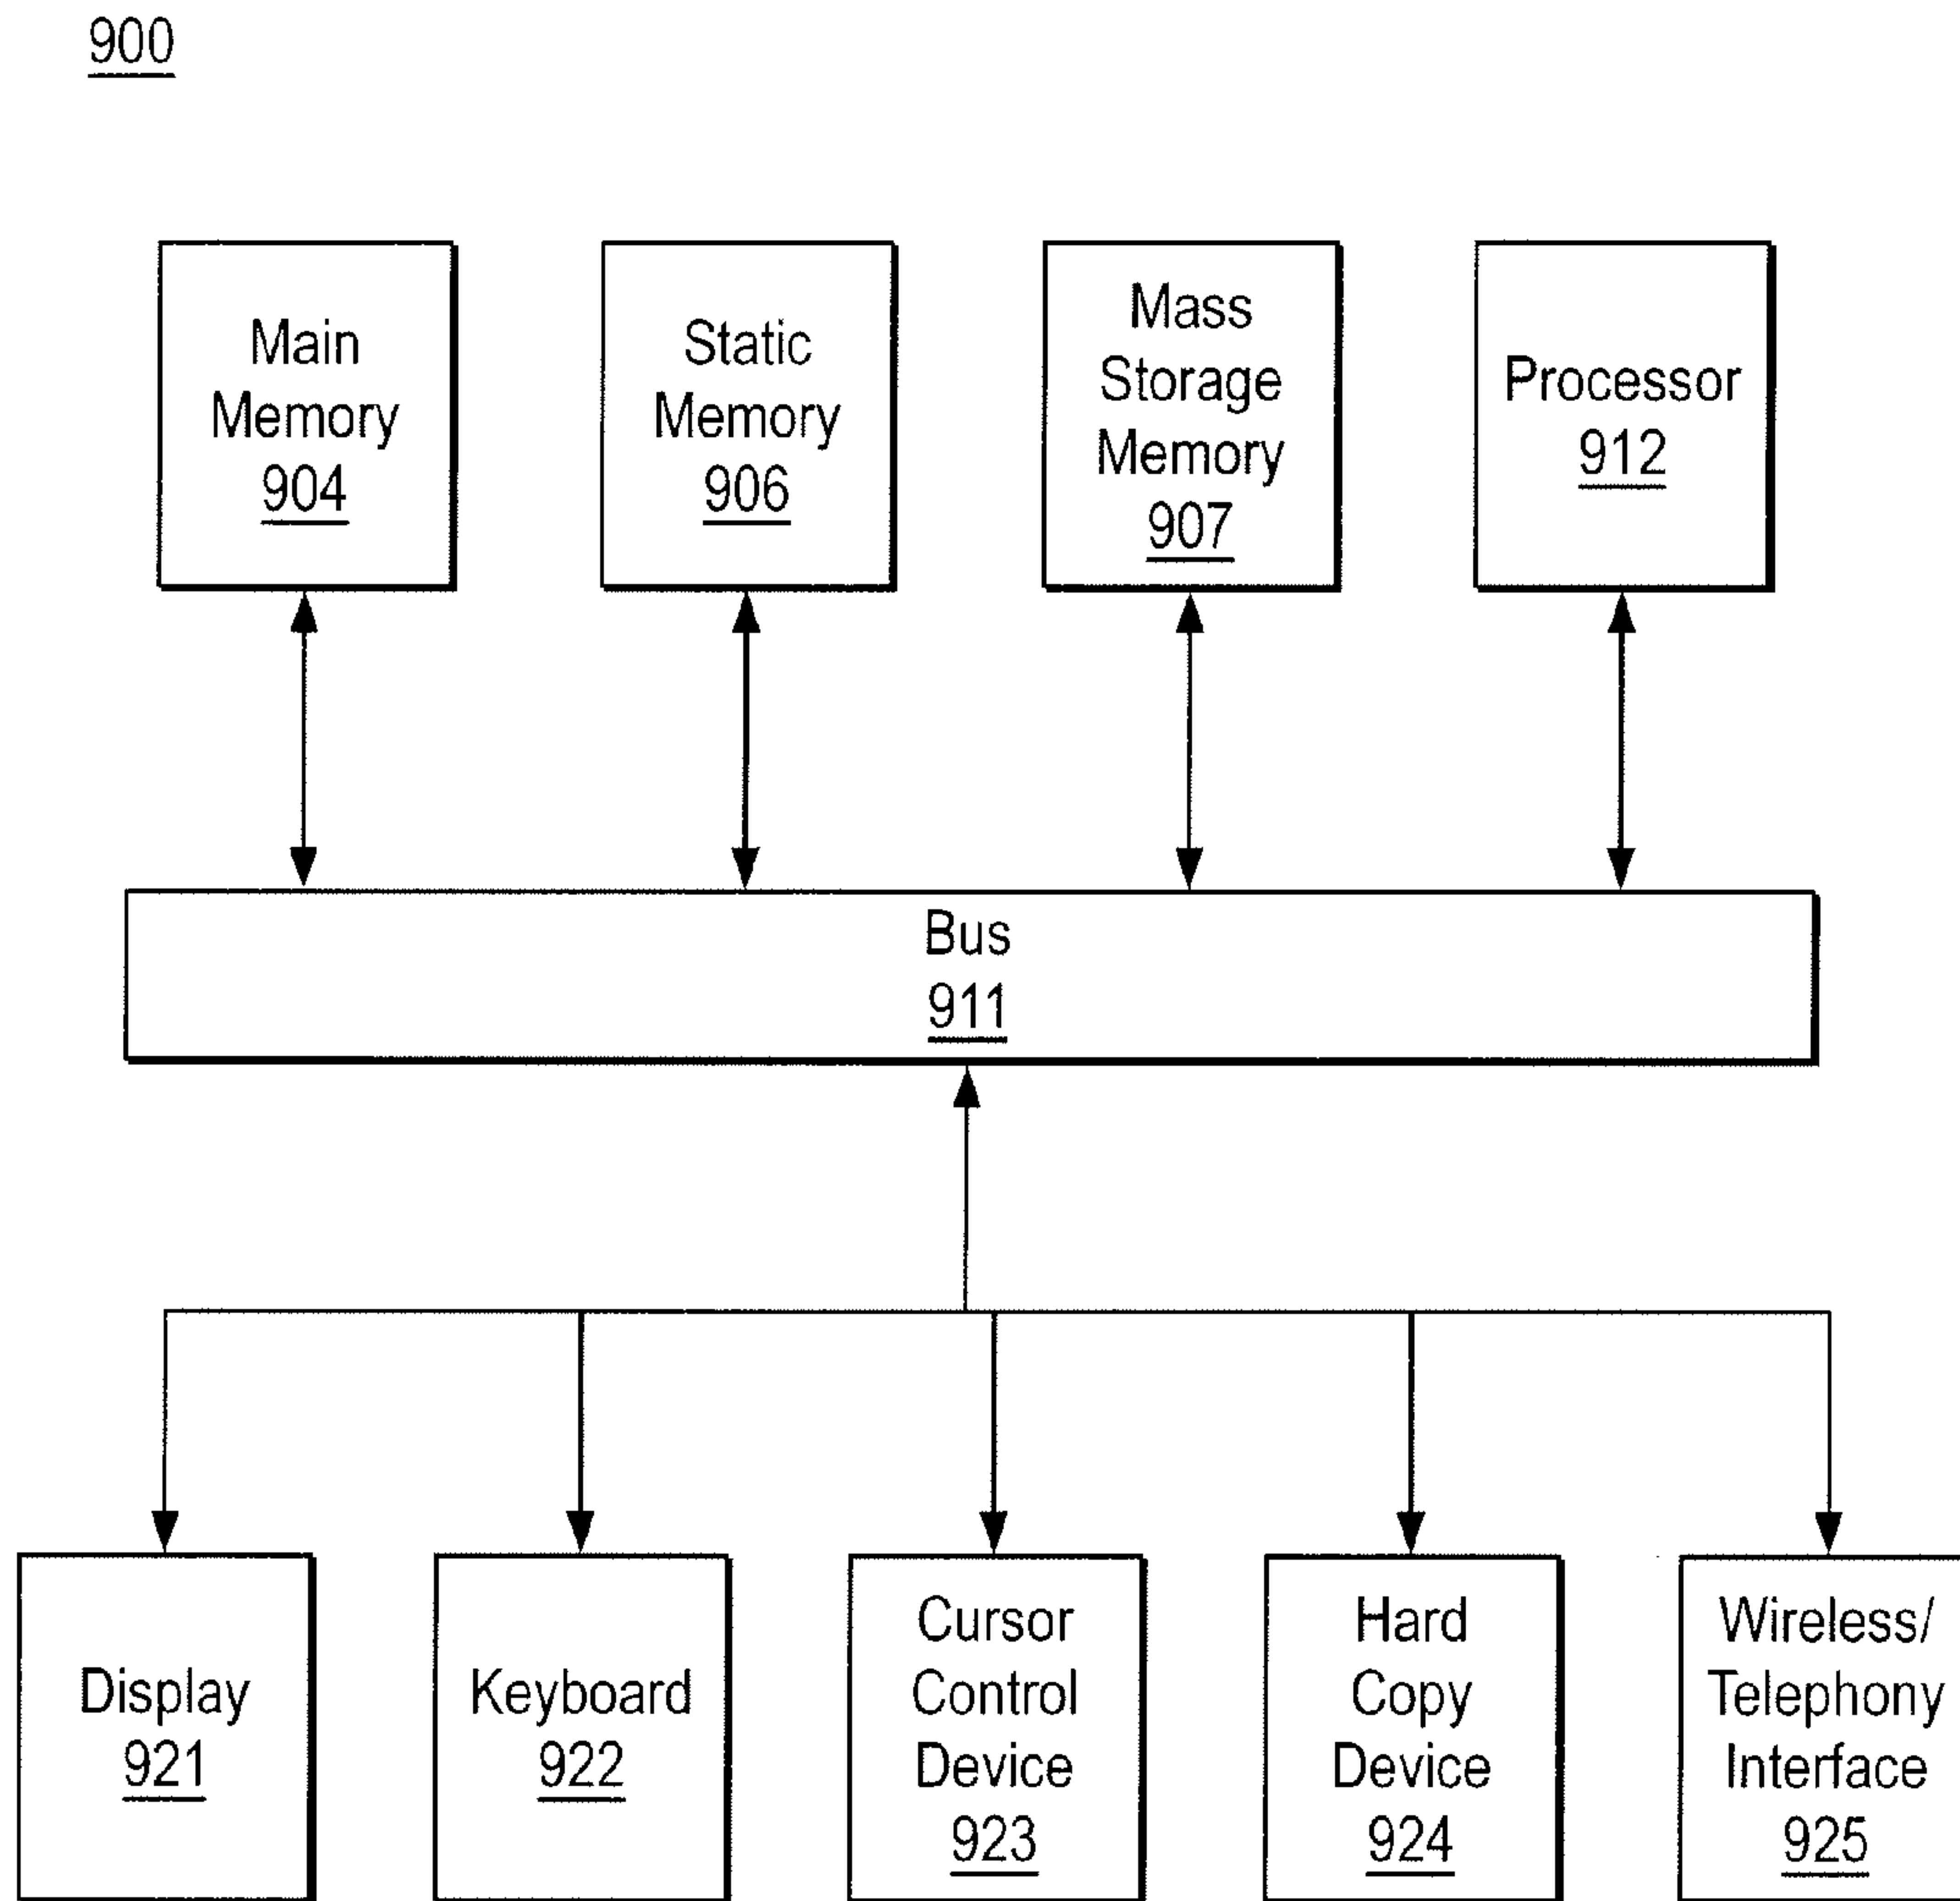 900
Main
Memory
904
Static
Memory
906
Mass
Storage
Memory
907
Processor
912
Bus
911
Display
921
Keyboard
922
Cursor
Control
Device
923
Hard
Copy
Device
924
Wireless/
Telephony
Interface
925